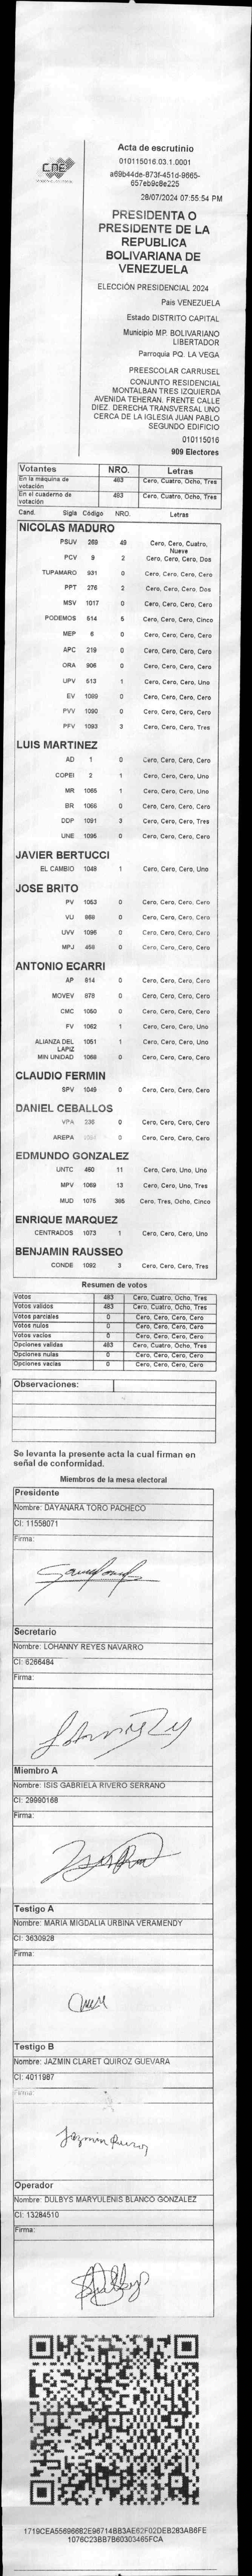 CNE
Acta de escrutinio
010115016.03.1.0001
a69b44de-873f-451d-9665-
657eb9c8e225
28/07/2024 07:55:54 PM
PRESIDENTA O
PRESIDENTE DE LA
REPUBLICA
BOLIVARIANA DE
VENEZUELA
ELECCIÓN PRESIDENCIAL 2024
Pais VENEZUELA
Estado DISTRITO CAPITAL
Municipio MP. BOLIVARIANO
LIBERTADOR
Parroquia PQ. LA VEGA
PREESCOLAR CARRUSEL
CONJUNTO RESIDENCIAL
MONTALBAN TRES IZQUIERDA
AVENIDA TEHERAN. FRENTE CALLE
DIEZ. DERECHA TRANSVERSAL UNO
CERCA DE LA IGLESIA JUAN PABLO
SEGUNDO EDIFICIO
010115016
909 Electores
Votantes NRO. Letras
En la máquina de votación 483 Cero, Cuatro, Ocho, Tres
En el cuaderno de votación 483 Cero, Cuatro, Ocho, Tres
Cand. Sigla Código NRO. Letras
NICOLAS MADURO
PSUV 269 49 Cero, Cero, Cuatro, Nueve
PCV 9 2 Cero, Cero, Cero, Dos
TUPAMARO 931 0 Cero, Cero, Cero, Cero
PPT 276 2 Cero, Cero, Cero, Dos
MSV 1017 0 Cero, Cero, Cero, Cero
PODEMOS 514 5 Cero, Cero, Cero, Cinco
MEP 6 0 Cero, Cero, Cero, Cero
APC 219 0 Cero, Cero, Cero, Cero
ORA 906 0 Cero, Cero, Cero, Cero
UPV 513 1 Cero, Cero, Cero, Uno
EV 1089 0 Cero, Cero, Cero, Cero
PVV 1090 0 Cero, Cero, Cero, Cero
PFV 1093 3 Cero, Cero, Cero, Tres
LUIS MARTINEZ
AD 1 0 Cero, Cero, Cero, Cero
COPEI 2 1 Cero, Cero, Cero, Uno
MR 1065 1 Cero, Cero, Cero, Uno
BR 1066 0 Cero, Cero, Cero, Cero
DDP 1091 3 Cero, Cero, Cero, Tres
UNE 1095 0 Cero, Cero, Cero, Cero
JAVIER BERTUCCI
EL CAMBIO 1048 1 Cero, Cero, Cero, Uno
JOSE BRITO
PV 1053 0 Cero, Cero, Cero, Cero
VU 868 0 Cero, Cero, Cero, Cero
UVV 1096 0 Cero, Cero, Cero, Cero
MPJ 458 0 Cero, Cero, Cero, Cero
ANTONIO ECARRI
AP 814 0 Cero, Cero, Cero, Cero
MOVEV 878 0 Cero, Cero, Cero, Cero
CMC 1050 0 Cero, Cero, Cero, Cero
FV 1062 1 Cero, Cero, Cero, Uno
ALIANZA DEL LAPIZ 1051 1 Cero, Cero, Cero, Uno
MIN UNIDAD 1068 0 Cero, Cero, Cero, Cero
CLAUDIO FERMIN
SPV 1049 0 Cero, Cero, Cero, Cero
DANIEL CEBALLOS
VPA 236 0 Cero, Cero, Cero, Cero
AREPA 0 Cero, Cero, Cero, Cero
EDMUNDO GONZALEZ
UNTC 460 11 Cero, Cero, Uno, Uno
MPV 1069 13 Cero, Cero, Uno, Tres
MUD 1075 385 Cero, Tres, Ocho, Cinco
ENRIQUE MARQUEZ
CENTRADOS 1073 1 Cero, Cero, Cero, Uno
BENJAMIN RAUSSEO
CONDE 1092 3 Cero, Cero, Cero, Tres
Resumen de votos
Votos 483 Cero, Cuatro, Ocho, Tres
Votos validos 483 Cero, Cuatro, Ocho, Tres
Votos parciales 0 Cero, Cero, Cero, Cero
Votos nulos 0 Cero, Cero, Cero, Cero
Votos vacios 0 Cero, Cero, Cero, Cero
Opciones validas 483 Cero, Cuatro, Ocho, Tres
Opciones nulas 0 Cero, Cero, Cero, Cero
Opciones vacias 0 Cero, Cero, Cero, Cero
Observaciones:
Se levanta la presente acta la cual firman en
señal de conformidad.
Miembros de la mesa electoral
Presidente
Nombre: DAYANARA TORO PACHECO
CI: 11558071
Firma:
Secretario
Nombre: LOHANNY REYES NAVARRO
CI: 6266484
Firma:
Miembro A
Nombre: ISIS GABRIELA RIVERO SERRANO
CI: 29990168
Firma:
Testigo A
Nombre: MARIA MIGDALIA URBINA VERAMENDY
CI: 3630928
Firma:
Testigo B
Nombre: JAZMIN CLARET QUIROZ GUEVARA
CI: 4011987
Firma:
Jazmin Quiroz
Operador
Nombre: DULBYS MARYULENIS BLANCO GONZALEZ
CI: 13284510
Firma:
1719CEA55696682E96714BB3AE62F02DEB283AB6FE
1076C23BB7B60303465FCA